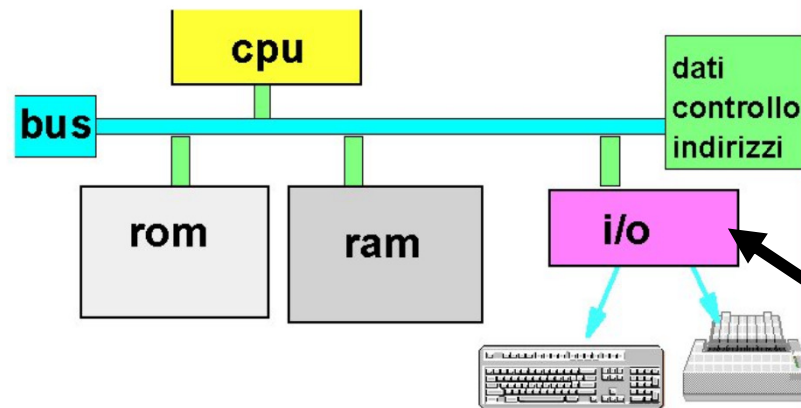 cpu
bus
dati
controllo
indirizzi
rom
ram
i/o